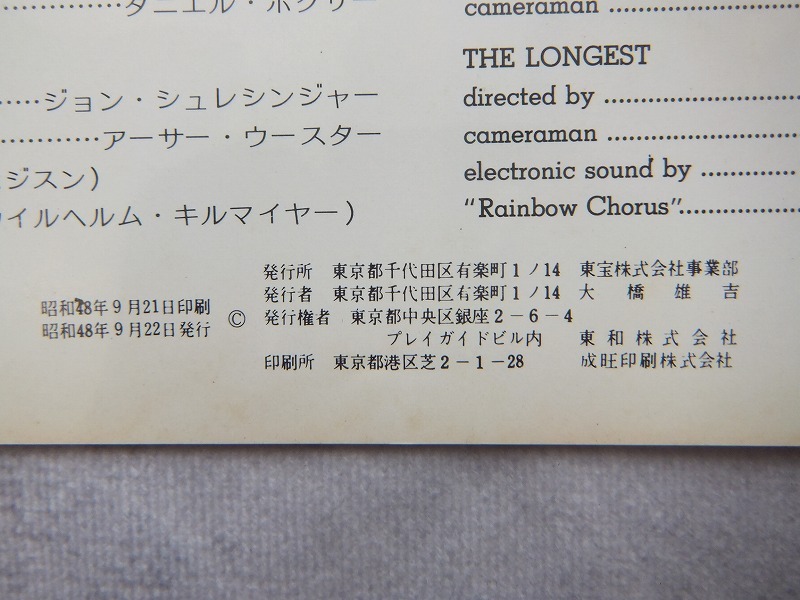 ダニエル・ボクリー
cameraman
THE LONGEST
ジョン・シュレシンジャー
directed by
アーサー・ウースター
cameraman
ジスン)
electronic sound by
イルヘルム・キルマイヤー)
"Rainbow Chorus"
昭和48年9月21日印刷
昭和48年9月22日発行
©
発行所 東京都千代田区有楽町1ノ14 東宝株式会社事業部
発行者 東京都千代田区有楽町1ノ14 大橋雄吉
発行権者 東京都中央区銀座2-6-4
プレイガイドビル内 東和株式会社
印刷所 東京都港区芝2-1-28 成旺印刷株式会社